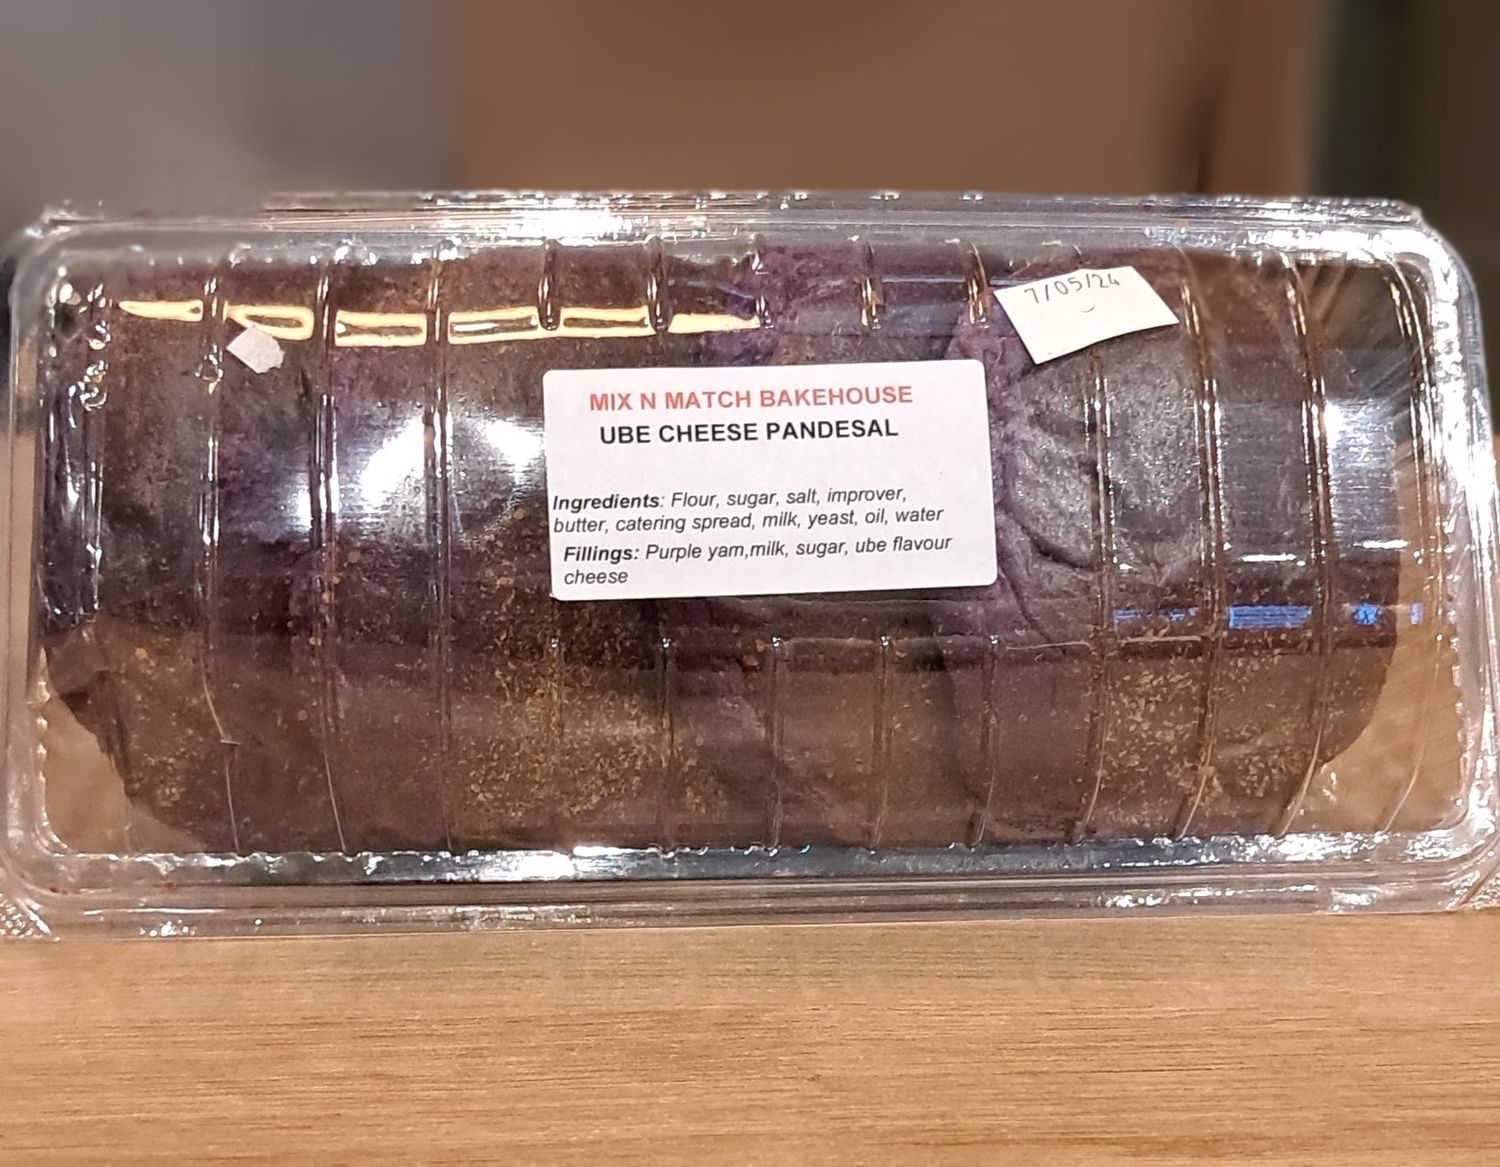 7/05/24
MIX N MATCH BAKEHOUSE
UBE CHEESE PANDESAL
Ingredients: Flour, sugar, salt, improver,
butter, catering spread, milk, yeast, oil, water
Fillings: Purple yam,milk, sugar, ube flavour
cheese